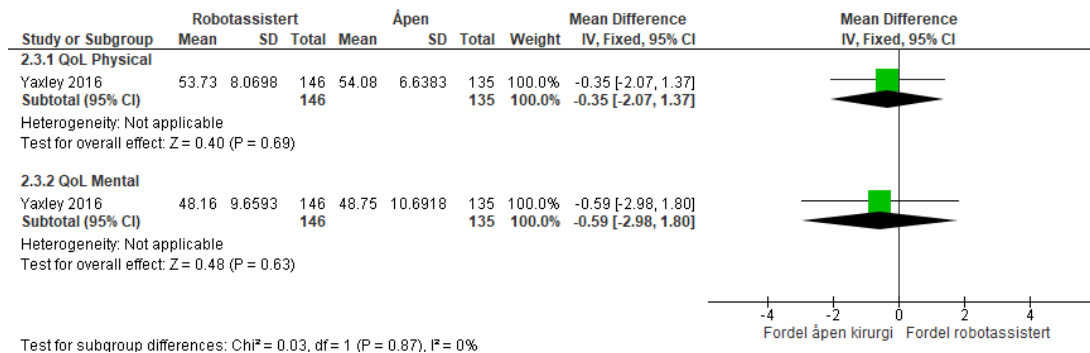 Robotassistert Åpen Mean Difference Mean Difference
Study or Subgroup Mean SD Total Mean SD Total Weight IV, Fixed, 95% CI IV, Fixed, 95% CI
2.3.1 QoL Physical
Yaxley 2016 53.73 8.0698 146 54.08 6.6383 135 100.0% -0.35 [-2.07, 1.37]
Subtotal (95% CI) 146 135 100.0% -0.35 [-2.07, 1.37]
Heterogeneity: Not applicable
Test for overall effect: Z = 0.40 (P = 0.69)
2.3.2 QoL Mental
Yaxley 2016 48.16 9.6593 146 48.75 10.6918 135 100.0% -0.59 [-2.98, 1.80]
Subtotal (95% CI) 146 135 100.0% -0.59 [-2.98, 1.80]
Heterogeneity: Not applicable
Test for overall effect: Z = 0.48 (P = 0.63)
-4 -2 0 2 4
Fordel åpen kirurgi Fordel robotassistert
Test for subgroup differences: Chi² = 0.03, df = 1 (P = 0.87), I² = 0%